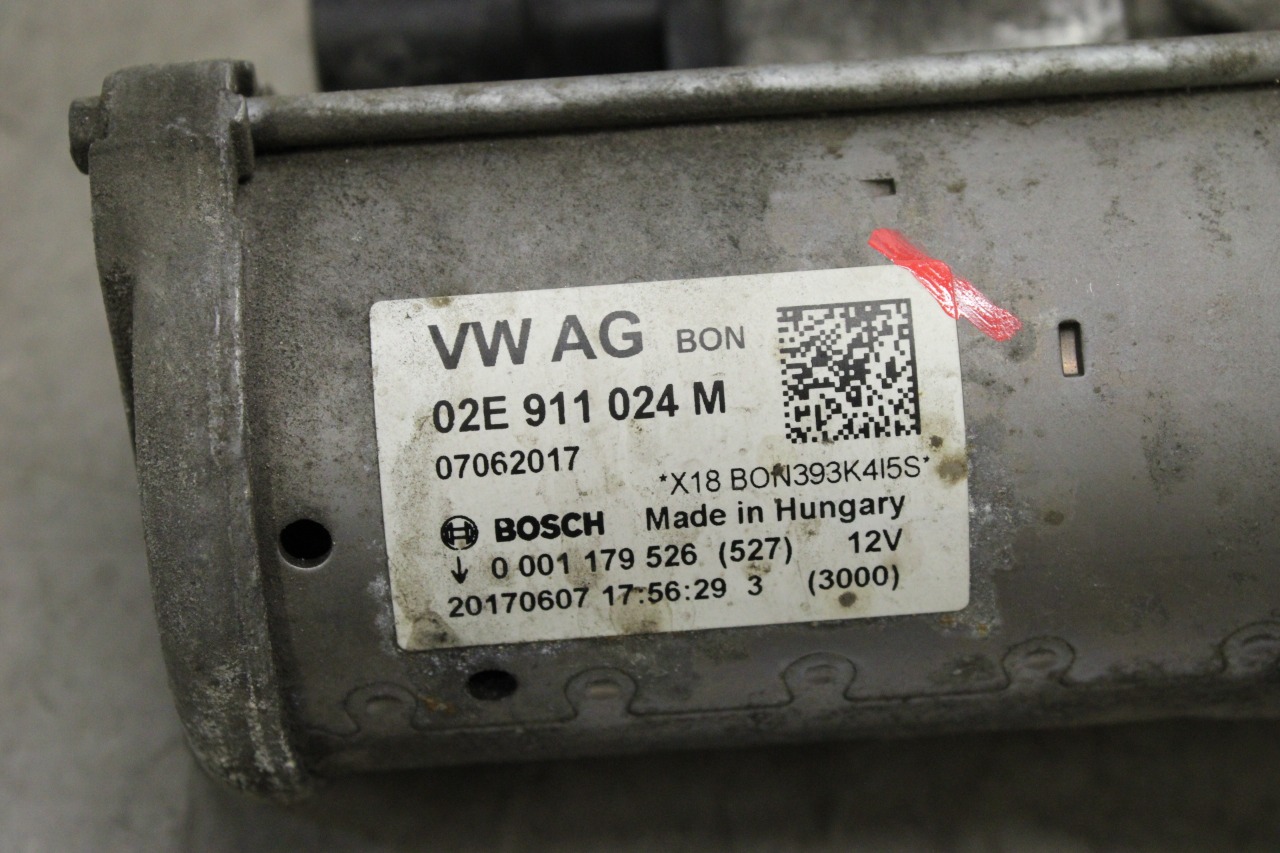 VW AG BON
02E 911 024 M
07062017
*X18 BON393K4I5S*
BOSCH Made in Hungary
↓ 0 001 179 526 (527) 12V
20170607 17:56:29 3 (3000)